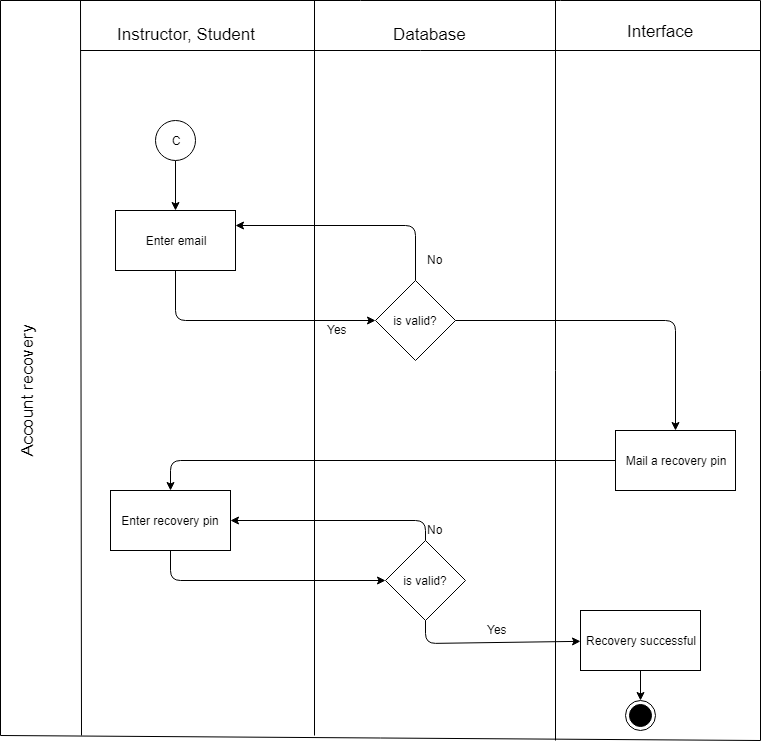 Instructor, Student
Database
Interface
C
Enter email
No
is valid?
Yes
Account recovery
Mail a recovery pin
Enter recovery pin
No
is valid?
Yes
Recovery successful